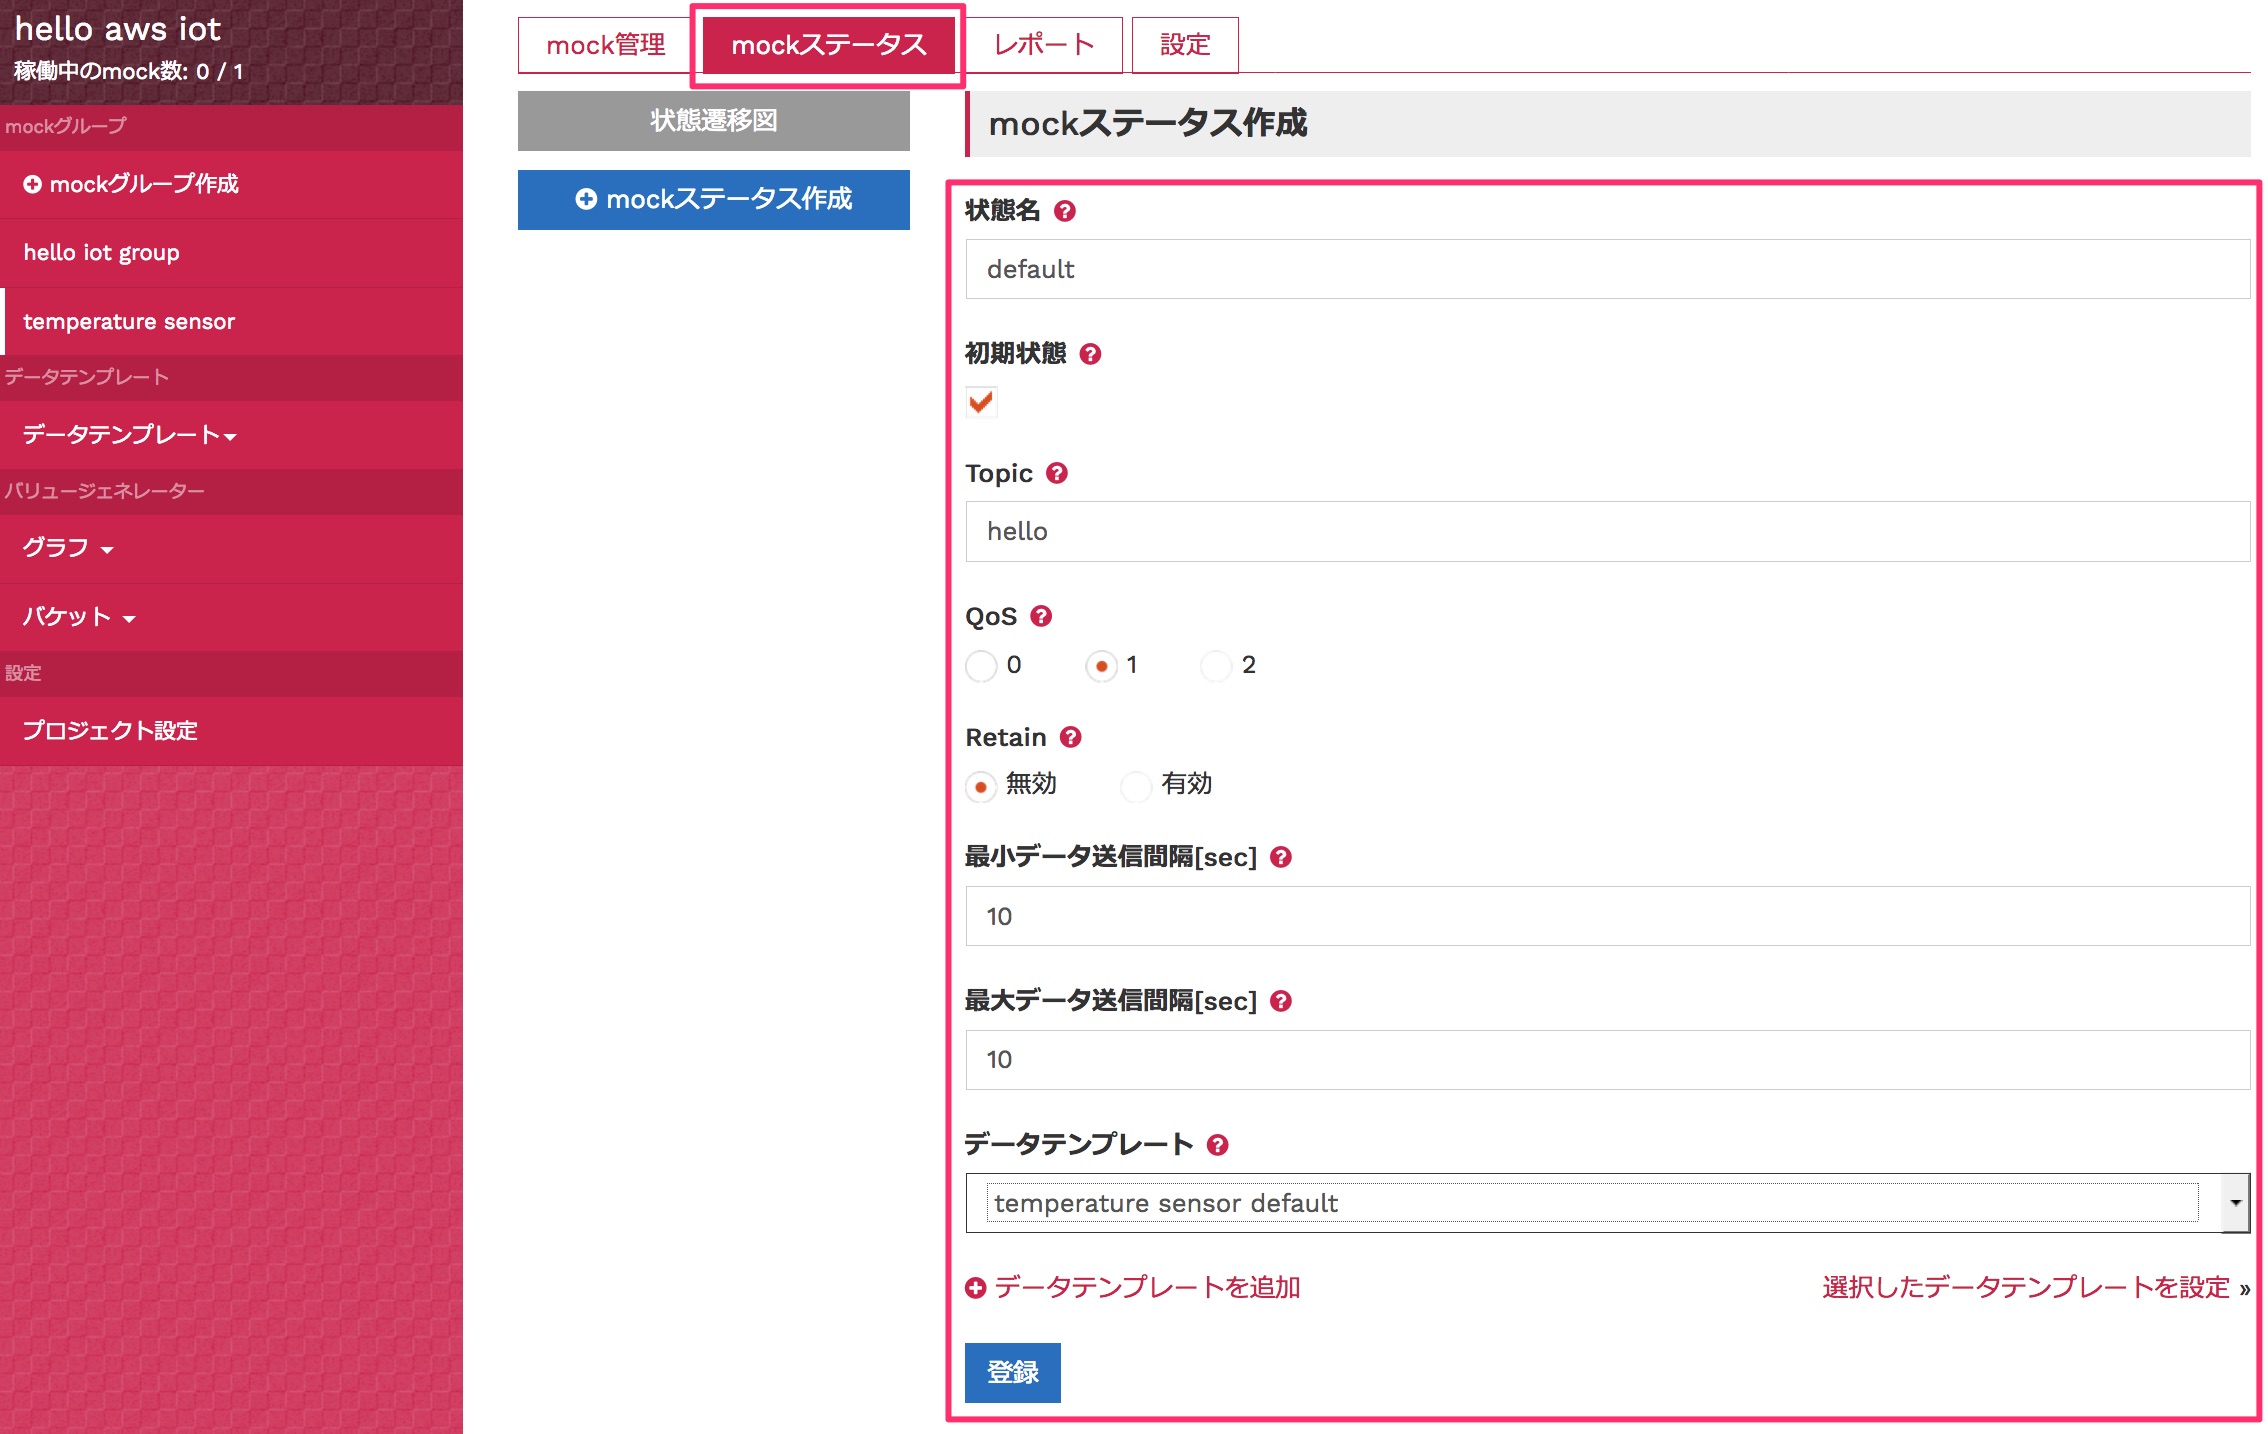 hello aws iot
稼働中のmock数: 0 / 1
mockグループ
mockグループ作成
hello iot group
temperature sensor
データテンプレート
データテンプレート
バリュージェネレーター
グラフ
バケット
設定
プロジェクト設定
mock管理
mockステータス
レポート
設定
状態遷移図
mockステータス作成
mockステータス作成
状態名
default
初期状態
Topic
hello
QoS
0 1 2
Retain
無効 有効
最小データ送信間隔[sec]
10
最大データ送信間隔[sec]
10
データテンプレート
temperature sensor default
データテンプレートを追加
選択したデータテンプレートを設定 »
登録